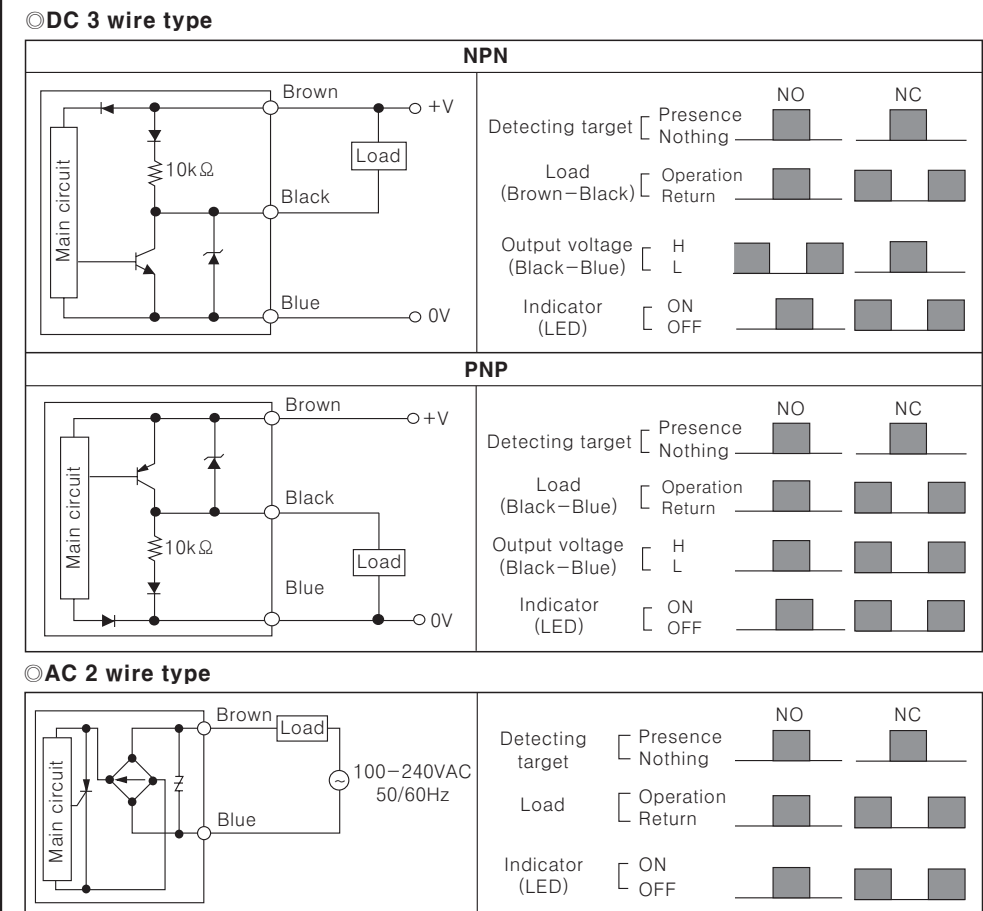 ◎DC 3 wire type
NPN
Brown
+V
Load
10kΩ
Black
Main circuit
Blue
0V
NO NC
Detecting target [ Presence
Nothing
Load
(Brown-Black) [ Operation
Return
Output voltage
(Black-Blue) [ H
L
Indicator
(LED) [ ON
OFF
PNP
Brown
+V
Black
Main circuit
10kΩ
Load
Blue
0V
NO NC
Detecting target [ Presence
Nothing
Load
(Black-Blue) [ Operation
Return
Output voltage
(Black-Blue) [ H
L
Indicator
(LED) [ ON
OFF
◎AC 2 wire type
Brown
Load
Main circuit
~
100-240VAC
50/60Hz
Blue
NO NC
Detecting
target [ Presence
Nothing
Load [ Operation
Return
Indicator
(LED) [ ON
OFF